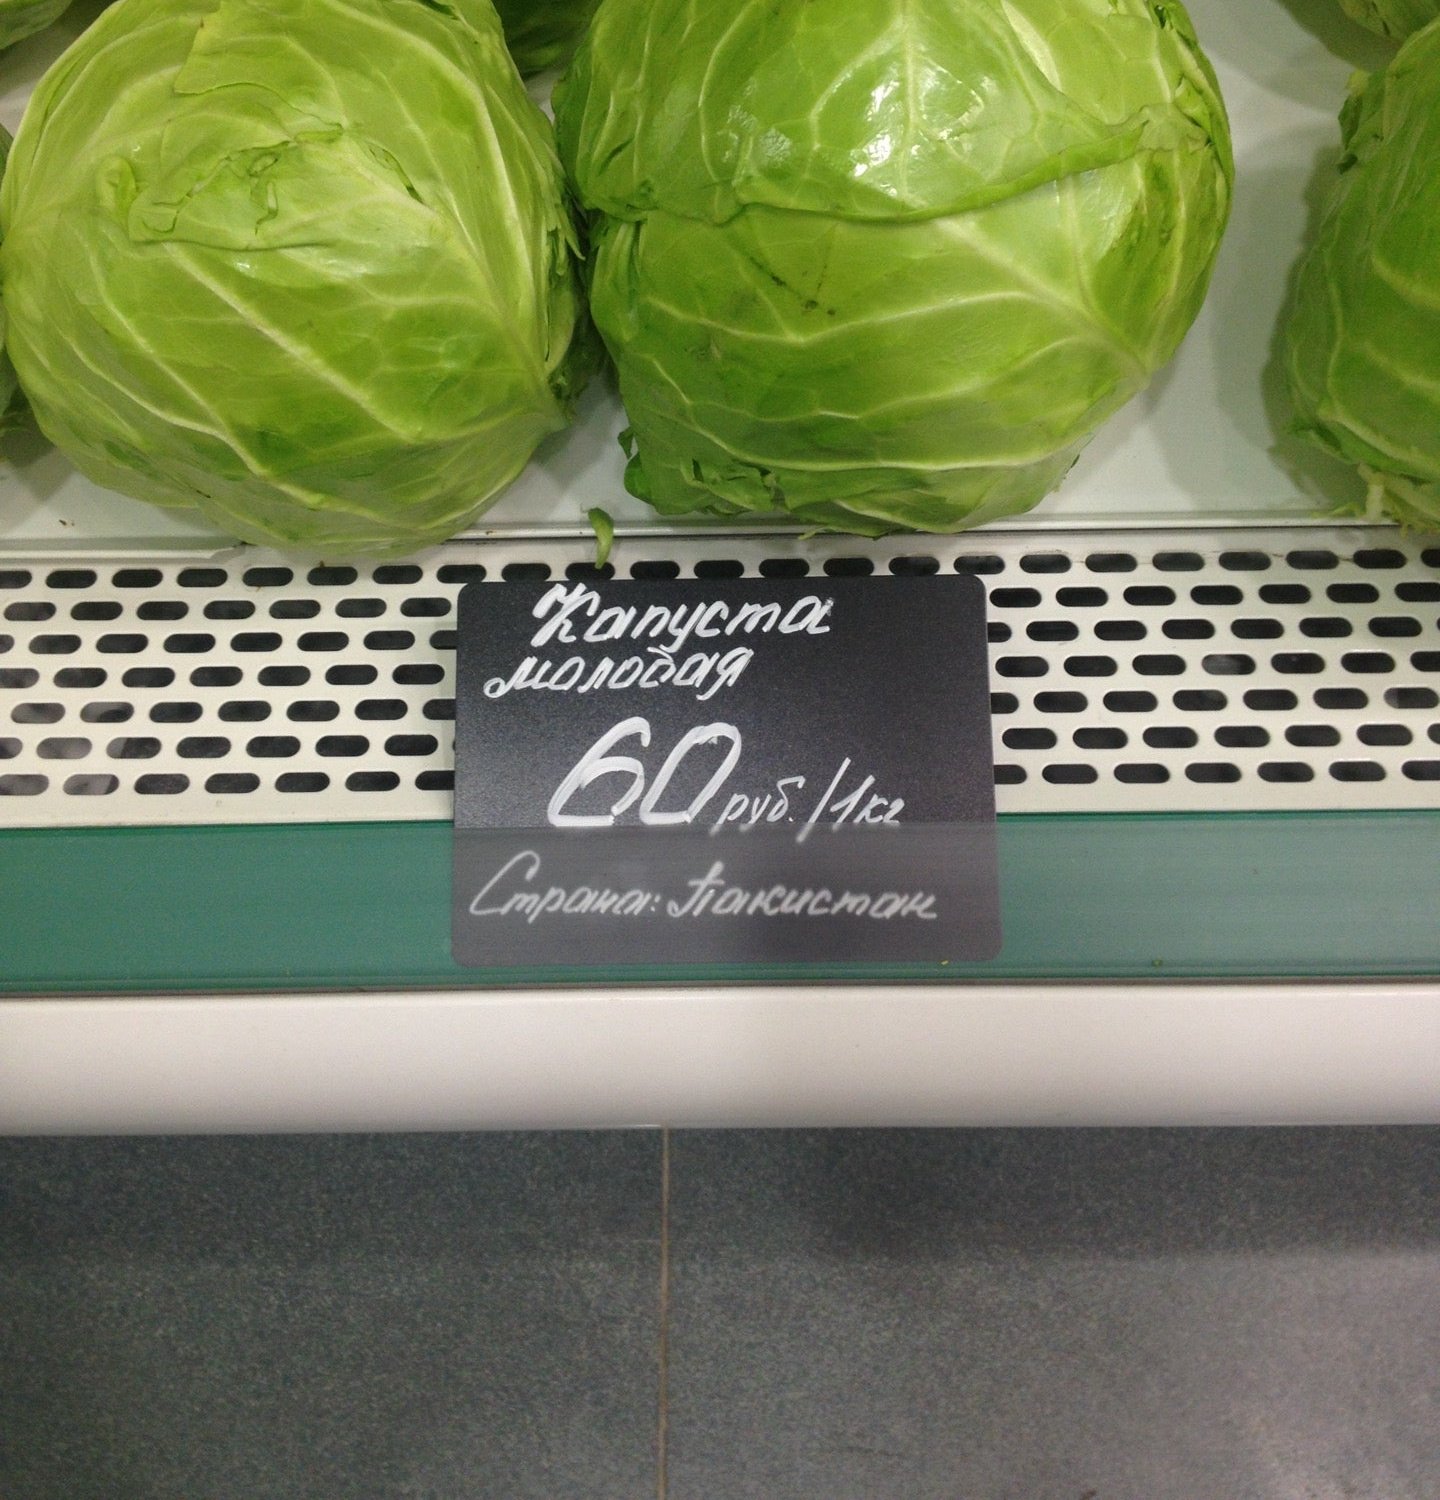 Капуста
молодая
60 руб./1кг
Страна: Пакистан